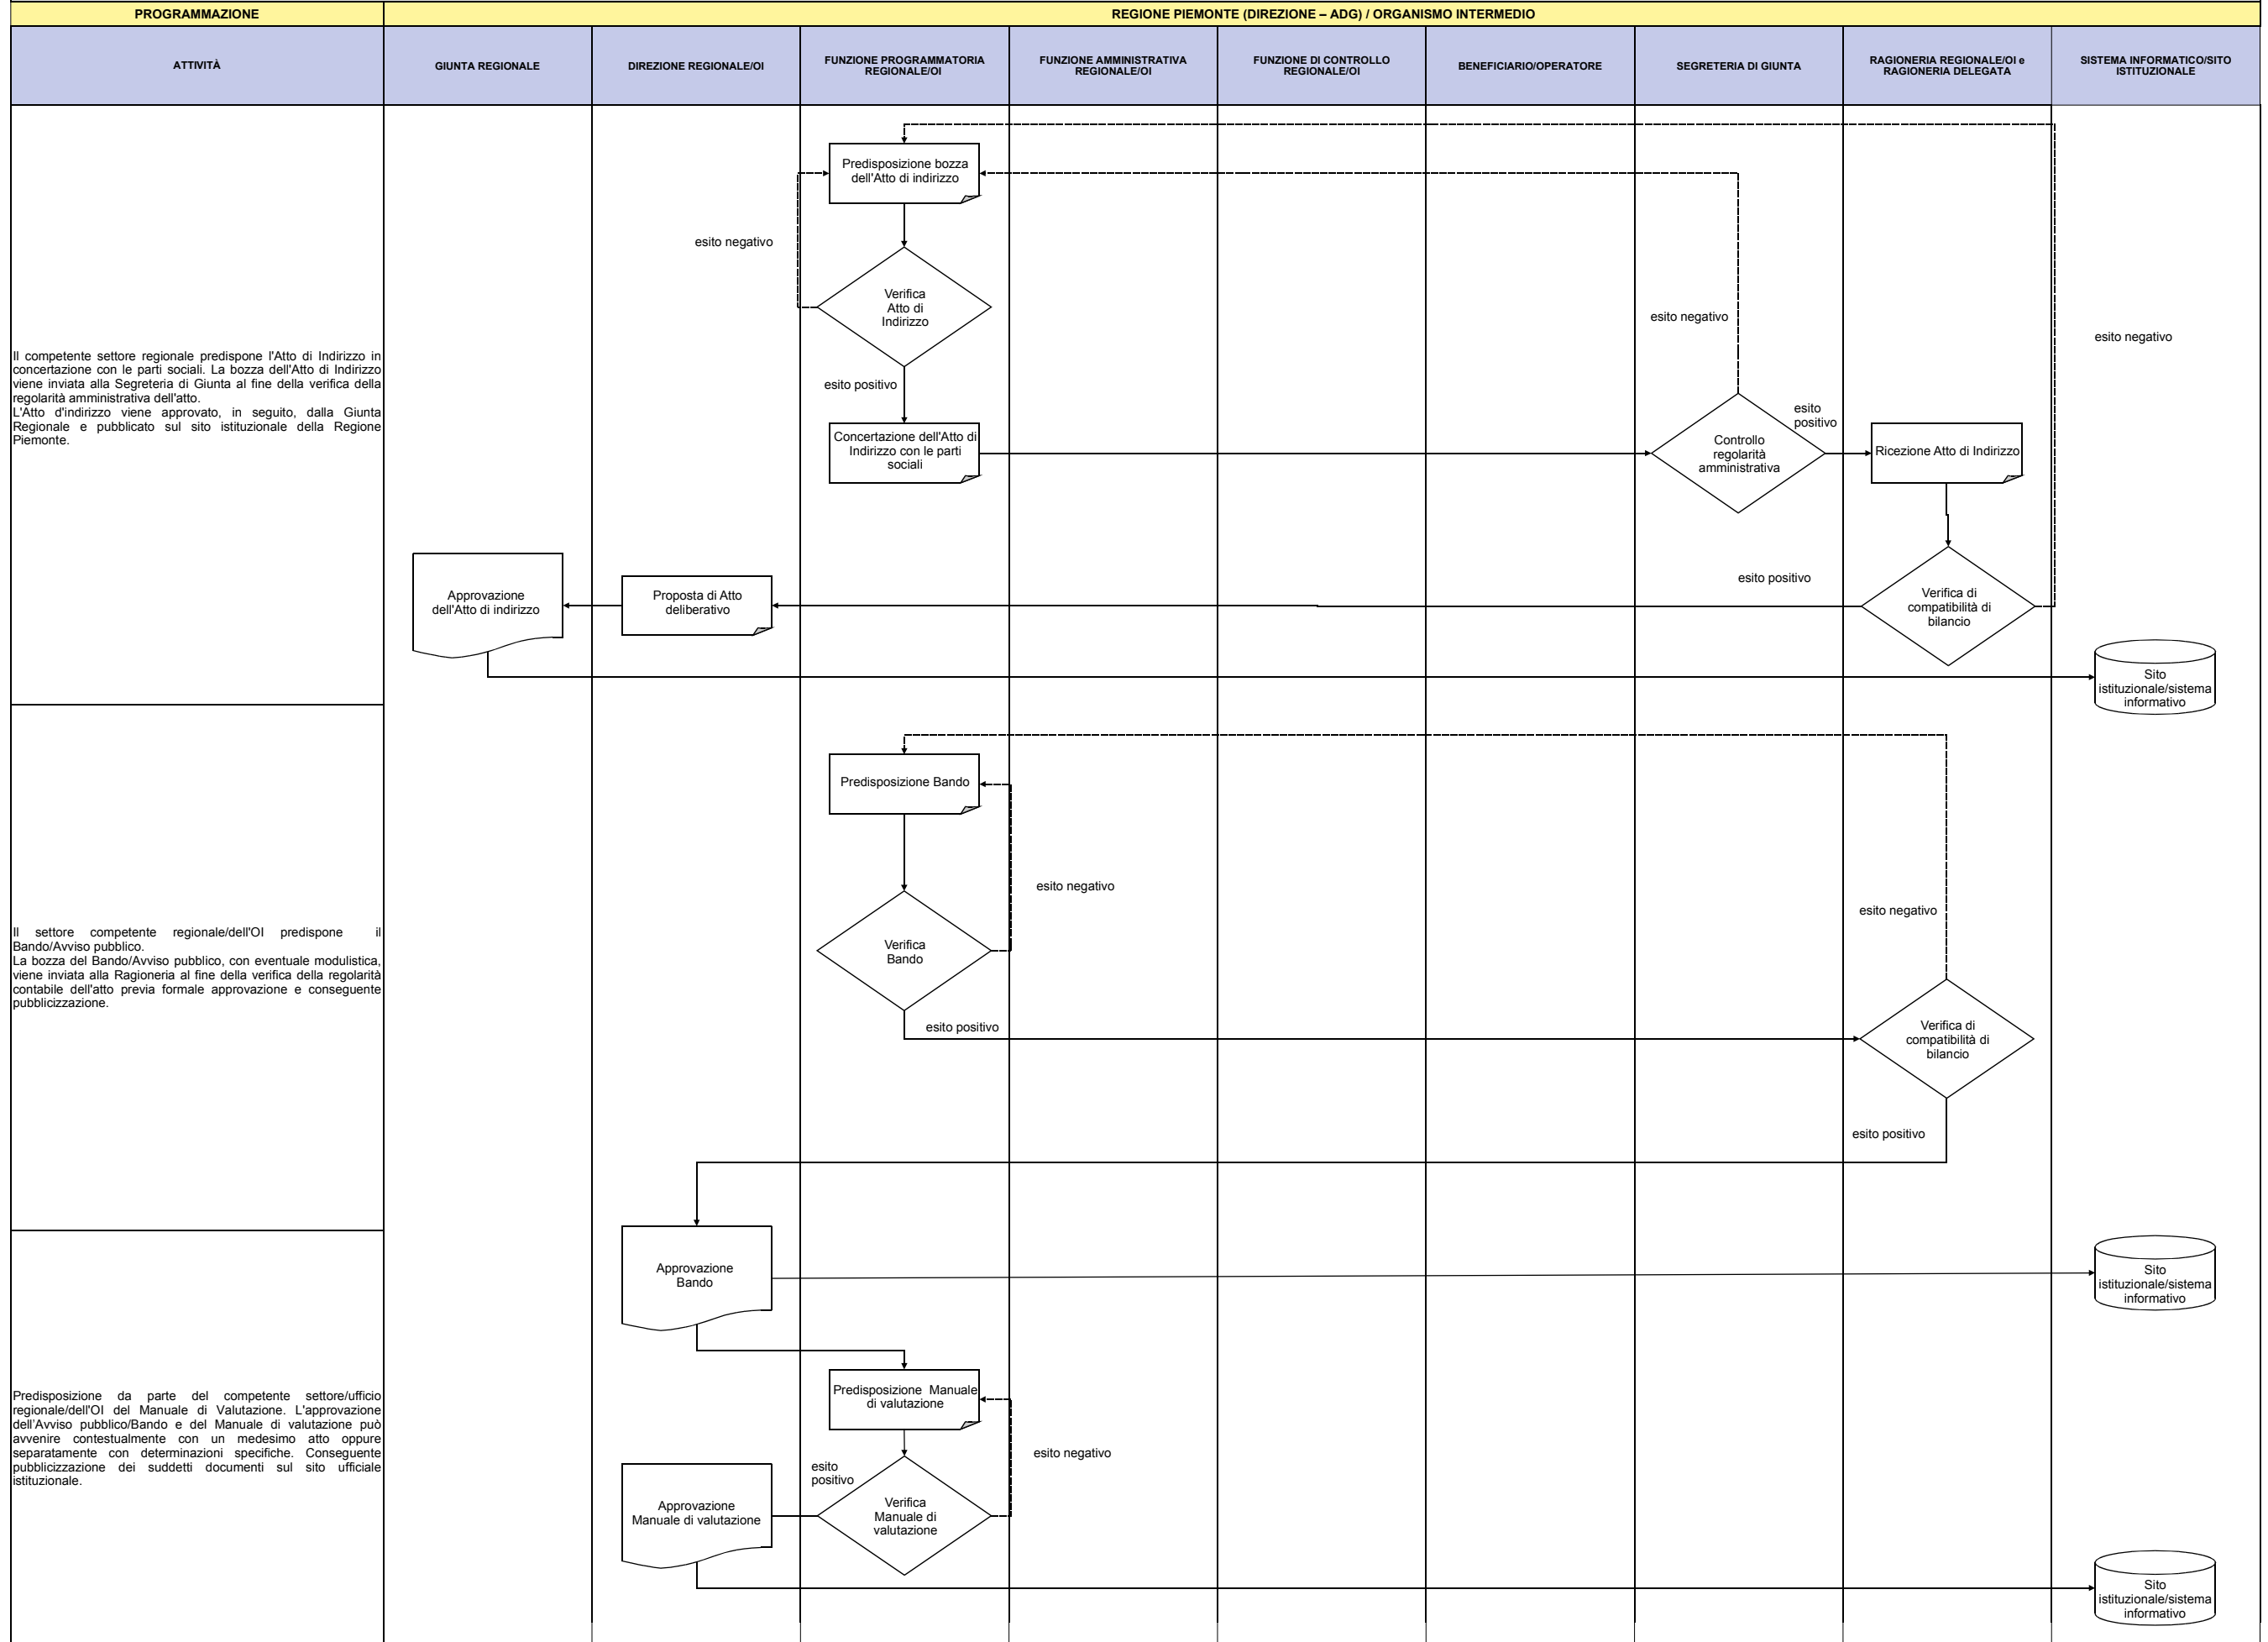 PROGRAMMAZIONE
REGIONE PIEMONTE (DIREZIONE – ADG) / ORGANISMO INTERMEDIO
ATTIVITÀ
GIUNTA REGIONALE
DIREZIONE REGIONALE/OI
FUNZIONE PROGRAMMATORIA
REGIONALE/OI
FUNZIONE AMMINISTRATIVA
REGIONALE/OI
FUNZIONE DI CONTROLLO
REGIONALE/OI
BENEFICIARIO/OPERATORE
SEGRETERIA DI GIUNTA
RAGIONERIA REGIONALE/OI e
RAGIONERIA DELEGATA
SISTEMA INFORMATICO/SITO
ISTITUZIONALE
Il competente settore regionale predispone l'Atto di Indirizzo in
concertazione con le parti sociali. La bozza dell'Atto di Indirizzo
viene inviata alla Segreteria di Giunta al fine della verifica della
regolarità amministrativa dell'atto.
L'Atto d'indirizzo viene approvato, in seguito, dalla Giunta
Regionale e pubblicato sul sito istituzionale della Regione
Piemonte.
Predisposizione bozza
dell'Atto di indirizzo
esito negativo
Verifica
Atto di
Indirizzo
esito negativo
esito negativo
esito positivo
Concertazione dell'Atto di
Indirizzo con le parti
sociali
Controllo
regolarità
amministrativa
esito
positivo
Ricezione Atto di Indirizzo
esito positivo
Verifica di
compatibilità di
bilancio
Proposta di Atto
deliberativo
Approvazione
dell'Atto di indirizzo
Sito
istituzionale/sistema
informativo
Il settore competente regionale/dell'OI predispone il
Bando/Avviso pubblico.
La bozza del Bando/Avviso pubblico, con eventuale modulistica,
viene inviata alla Ragioneria al fine della verifica della regolarità
contabile dell'atto previa formale approvazione e conseguente
pubblicizzazione.
Predisposizione Bando
esito negativo
esito negativo
Verifica
Bando
esito positivo
Verifica di
compatibilità di
bilancio
esito positivo
Approvazione
Bando
Sito
istituzionale/sistema
informativo
Predisposizione da parte del competente settore/ufficio
regionale/dell'OI del Manuale di Valutazione. L'approvazione
dell'Avviso pubblico/Bando e del Manuale di valutazione può
avvenire contestualmente con un medesimo atto oppure
separatamente con determinazioni specifiche. Conseguente
pubblicizzazione dei suddetti documenti sul sito ufficiale
istituzionale.
Predisposizione Manuale
di valutazione
esito negativo
esito
positivo
Verifica
Manuale di
valutazione
Approvazione
Manuale di valutazione
Sito
istituzionale/sistema
informativo